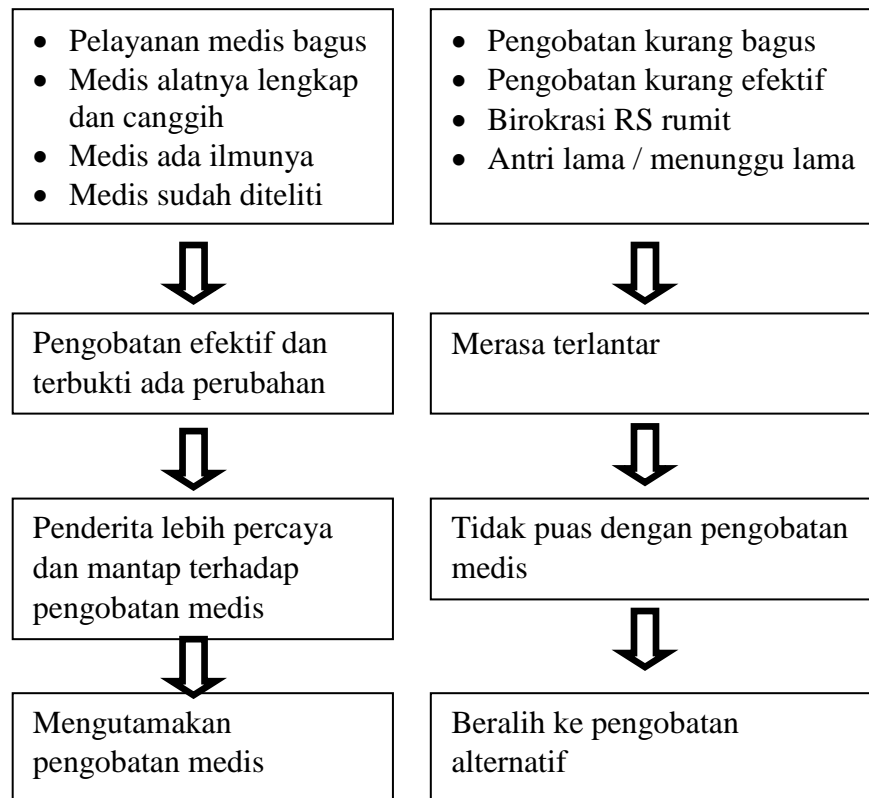 • Pelayanan medis bagus
• Medis alatnya lengkap
dan canggih
• Medis ada ilmunya
• Medis sudah diteliti
Pengobatan efektif dan
terbukti ada perubahan
Penderita lebih percaya
dan mantap terhadap
pengobatan medis
Mengutamakan
pengobatan medis
• Pengobatan kurang bagus
• Pengobatan kurang efektif
• Birokrasi RS rumit
• Antri lama / menunggu lama
Merasa terlantar
Tidak puas dengan pengobatan
medis
Beralih ke pengobatan
alternatif